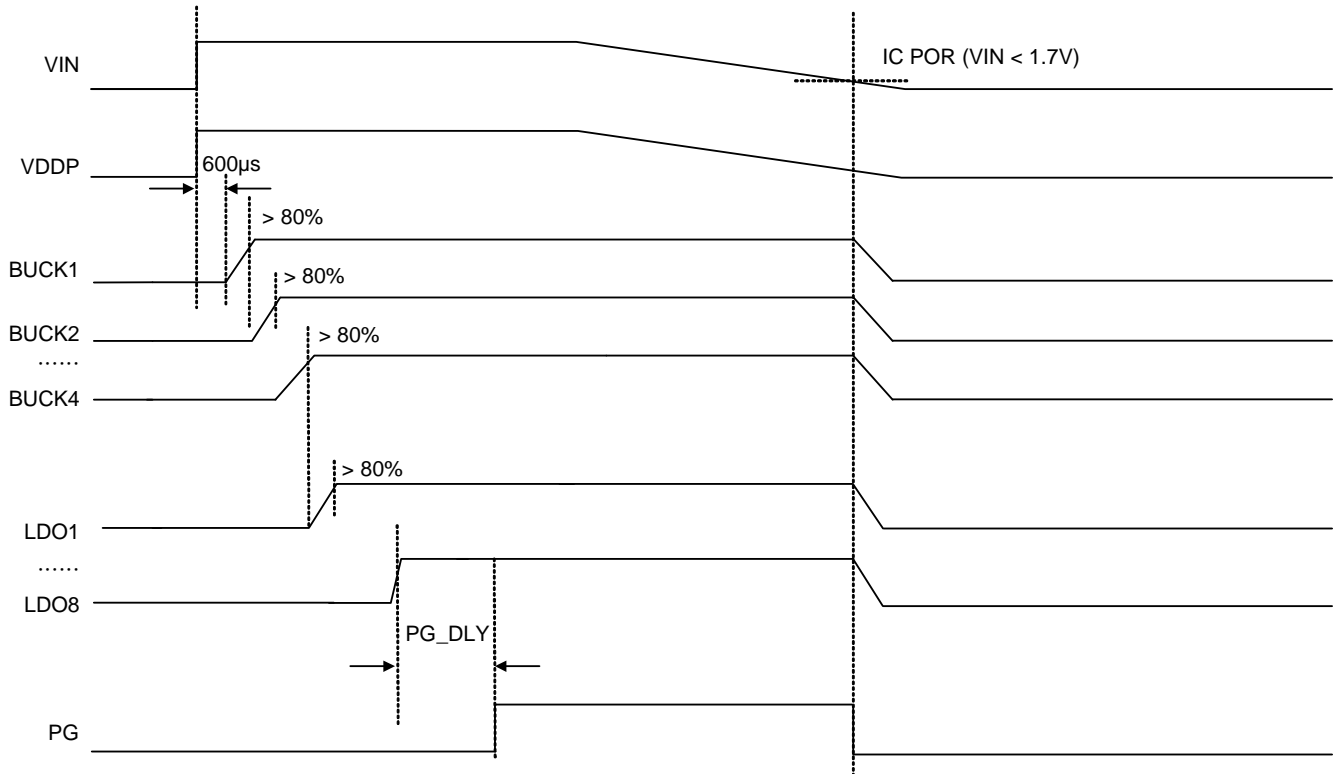 VIN
IC POR (VIN < 1.7V)
VDDP
600µs
> 80%
BUCK1
> 80%
BUCK2
> 80%
......
BUCK4
> 80%
LDO1
......
LDO8
PG_DLY
PG